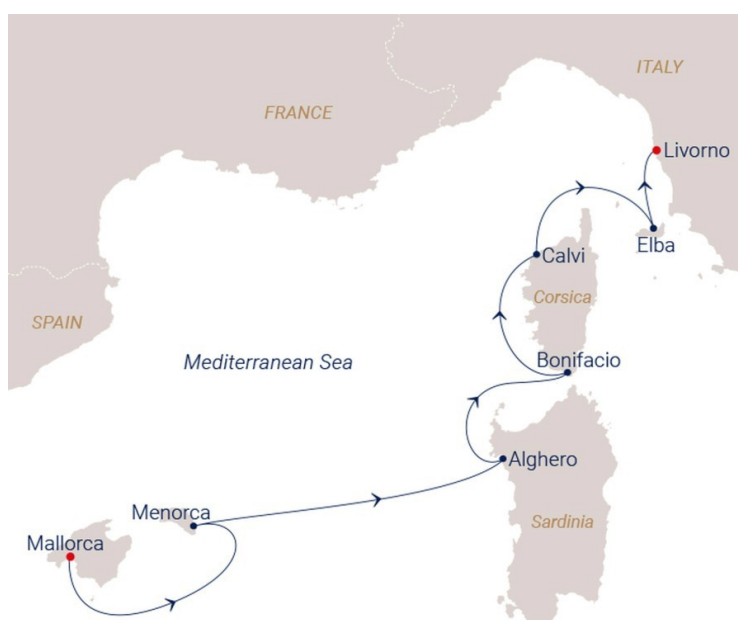 ITALY
FRANCE
Livorno
Elba
Calvi
Corsica
SPAIN
Mediterranean Sea
Bonifacio
Alghero
Menorca
Sardinia
Mallorca